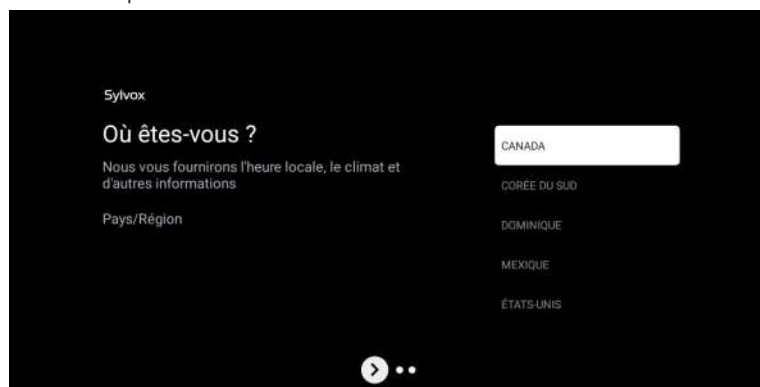 Sylvox
Où êtes-vous ?
Nous vous fournirons l'heure locale, le climat et
d'autres informations
Pays/Région
CANADA
CORÉE DU SUD
DOMINIQUE
MEXIQUE
ÉTATS-UNIS